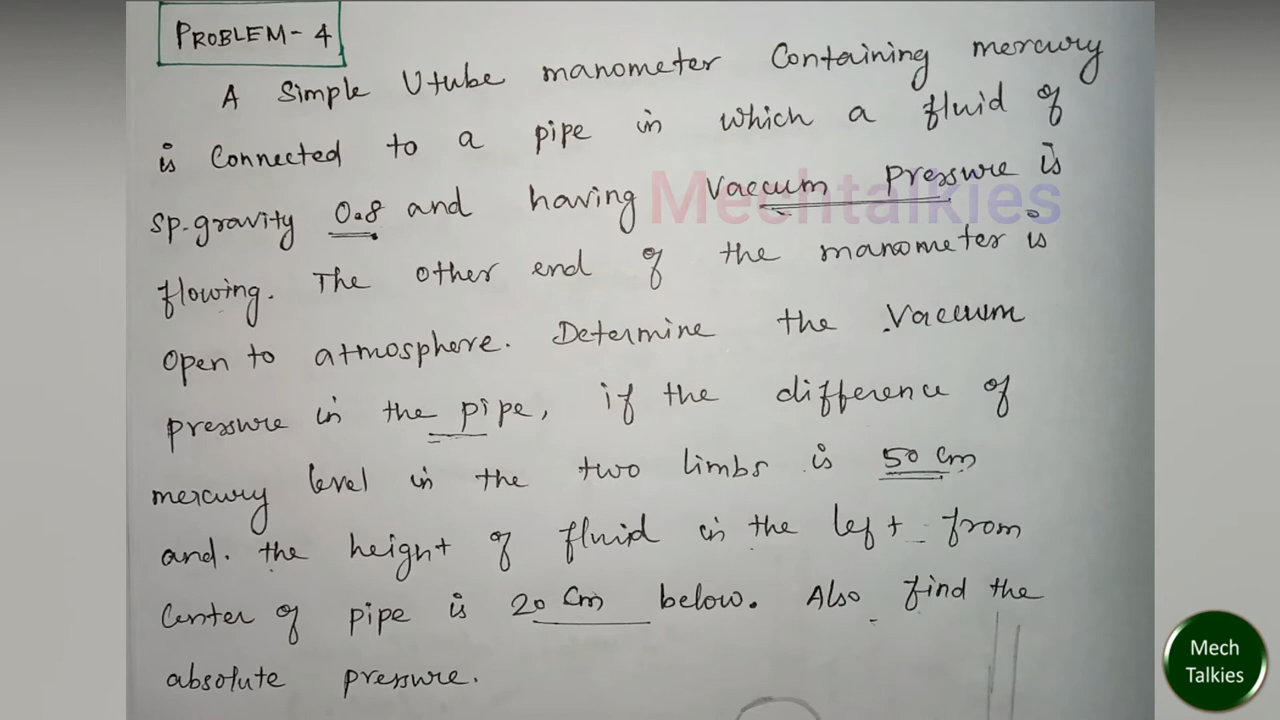 PROBLEM-4
A Simple U tube manometer Containing mercury
is Connected to a pipe in which a fluid of
sp.gravity 0.8 and having Vaccum pressure is
flowing. The other end of the manometer is
open to atmosphere. Determine the Vaccum
pressure in the pipe, if the difference of
mercury level in the two limbs is 50 cm
and. the height of fluid in the left from
Center of pipe is 20 cm below. Also find the
absolute pressure.
Mechtalkies
Mech
Talkies